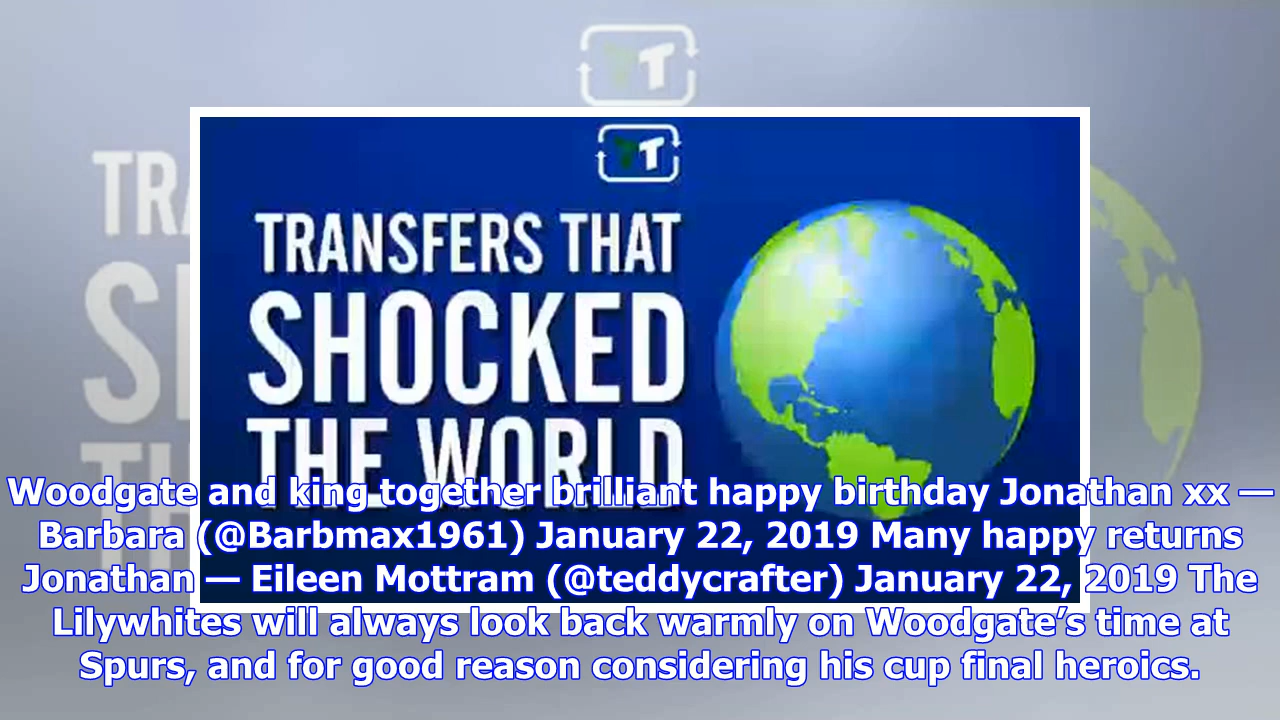 T
T
TRANSFERS THAT
SHOCKED
THE WORLD
Woodgate and king together brilliant happy birthday Jonathan xx —
Barbara (@Barbmax1961) January 22, 2019 Many happy returns
Jonathan — Eileen Mottram (@teddycrafter) January 22, 2019 The
Lilywhites will always look back warmly on Woodgate’s time at
Spurs, and for good reason considering his cup final heroics.